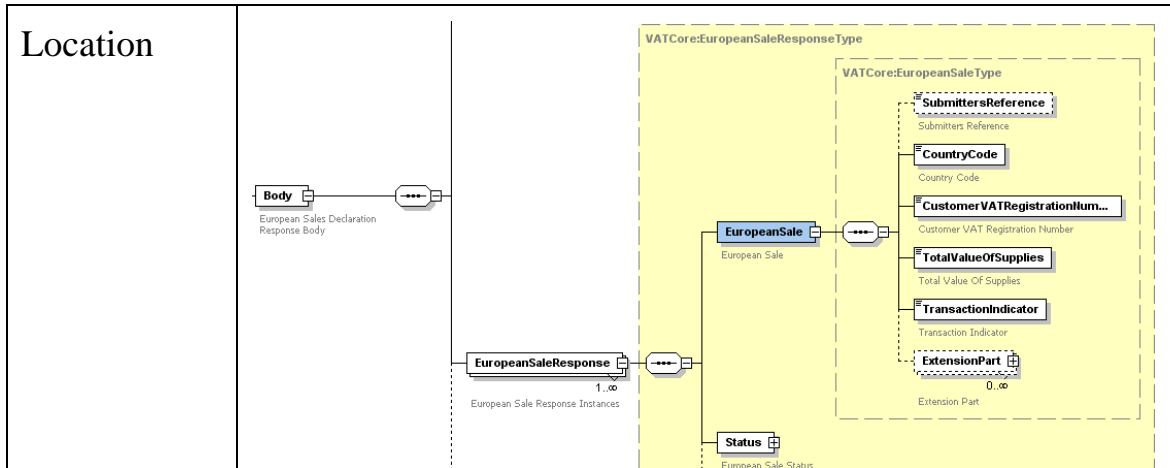 Location
VATCore:EuropeanSaleResponseType
VATCore:EuropeanSaleType
SubmittersReference
Submitters Reference
CountryCode
Country Code
Body
European Sales Declaration
Response Body
CustomerVATRegistrationNum...
Customer VAT Registration Number
EuropeanSale
European Sale
TotalValueOfSupplies
Total Value Of Supplies
TransactionIndicator
Transaction Indicator
EuropeanSaleResponse
1..∞
European Sale Response Instances
ExtensionPart
0..∞
Extension Part
Status
European Sale Status